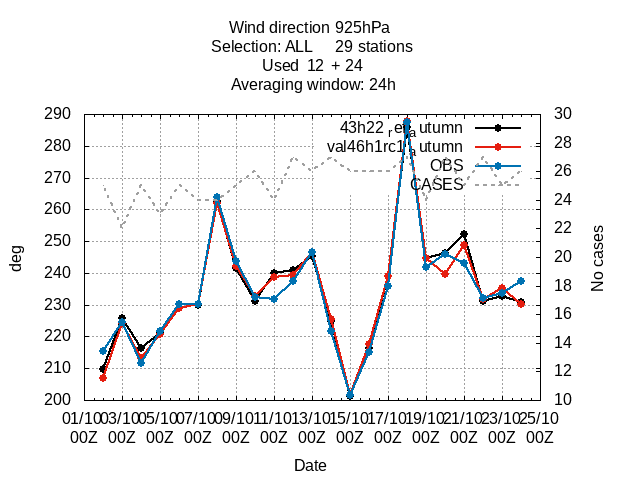 Wind direction 925hPa
Selection: ALL 29 stations
Used 12 + 24
Averaging window: 24h
290
280
270
260
250
240
230
220
210
200
deg
30
28
26
24
22
20
18
16
14
12
10
No cases
43h22_ref_autumn
val46h1rc1_autumn
OBS
CASES
01/10 03/10 05/10 07/10 09/10 11/10 13/10 15/10 17/10 19/10 21/10 23/10 25/10
00Z 00Z 00Z 00Z 00Z 00Z 00Z 00Z 00Z 00Z 00Z 00Z 00Z
Date